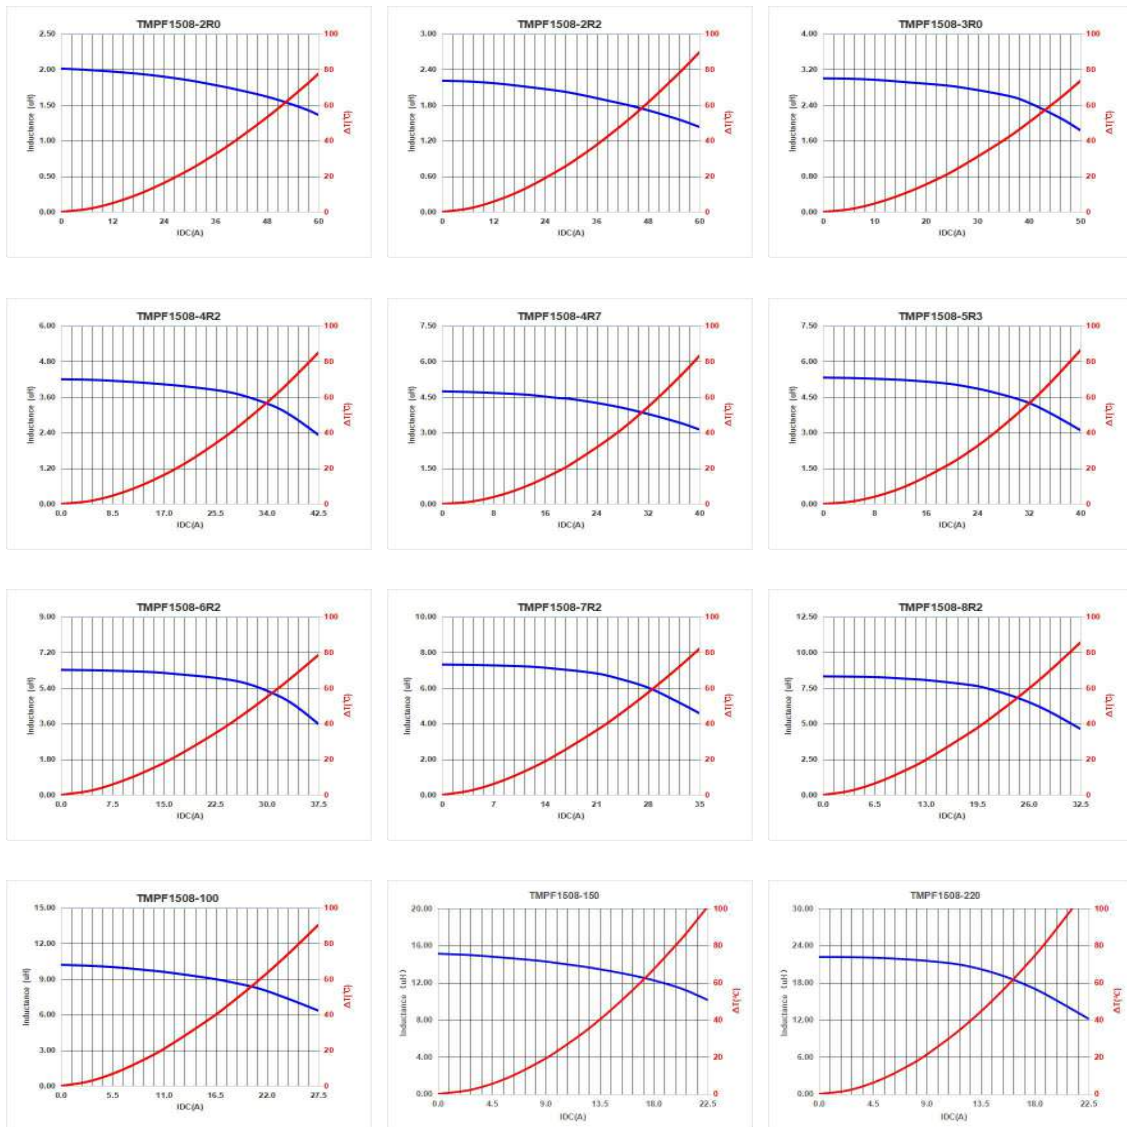 TMPF1508-2R0
2.50 100
2.00 80
1.50 60
1.00 40
0.50 20
0.00 0
Inductance (uH)
ΔT(℃)
0 12 24 36 48 60
IDC(A)
TMPF1508-2R2
3.00 100
2.40 80
1.80 60
1.20 40
0.60 20
0.00 0
Inductance (uH)
ΔT(℃)
0 12 24 36 48 60
IDC(A)
TMPF1508-3R0
4.00 100
3.20 80
2.40 60
1.60 40
0.80 20
0.00 0
Inductance (uH)
ΔT(℃)
0 10 20 30 40 50
IDC(A)
TMPF1508-4R2
6.00 100
4.80 80
3.60 60
2.40 40
1.20 20
0.00 0
Inductance (uH)
ΔT(℃)
0.0 8.5 17.0 25.5 34.0 42.5
IDC(A)
TMPF1508-4R7
7.50 100
6.00 80
4.50 60
3.00 40
1.50 20
0.00 0
Inductance (uH)
ΔT(℃)
0 8 16 24 32 40
IDC(A)
TMPF1508-5R3
7.50 100
6.00 80
4.50 60
3.00 40
1.50 20
0.00 0
Inductance (uH)
ΔT(℃)
0 8 16 24 32 40
IDC(A)
TMPF1508-6R2
9.00 100
7.20 80
5.40 60
3.60 40
1.80 20
0.00 0
Inductance (uH)
ΔT(℃)
0.0 7.5 15.0 22.5 30.0 37.5
IDC(A)
TMPF1508-7R2
10.00 100
8.00 80
6.00 60
4.00 40
2.00 20
0.00 0
Inductance (uH)
ΔT(℃)
0 7 14 21 28 35
IDC(A)
TMPF1508-8R2
12.50 100
10.00 80
7.50 60
5.00 40
2.50 20
0.00 0
Inductance (uH)
ΔT(℃)
0.0 6.5 13.0 19.5 26.0 32.5
IDC(A)
TMPF1508-100
15.00 100
12.00 80
9.00 60
6.00 40
3.00 20
0.00 0
Inductance (uH)
ΔT(℃)
0.0 5.5 11.0 16.5 22.0 27.5
IDC(A)
TMPF1508-150
20.00 100
16.00 80
12.00 60
8.00 40
4.00 20
0.00 0
Inductance (uH)
ΔT(℃)
0.0 4.5 9.0 13.5 18.0 22.5
IDC(A)
TMPF1508-220
30.00 100
24.00 80
18.00 60
12.00 40
6.00 20
0.00 0
Inductance (uH)
ΔT(℃)
0.0 4.5 9.0 13.5 18.0 22.5
IDC(A)